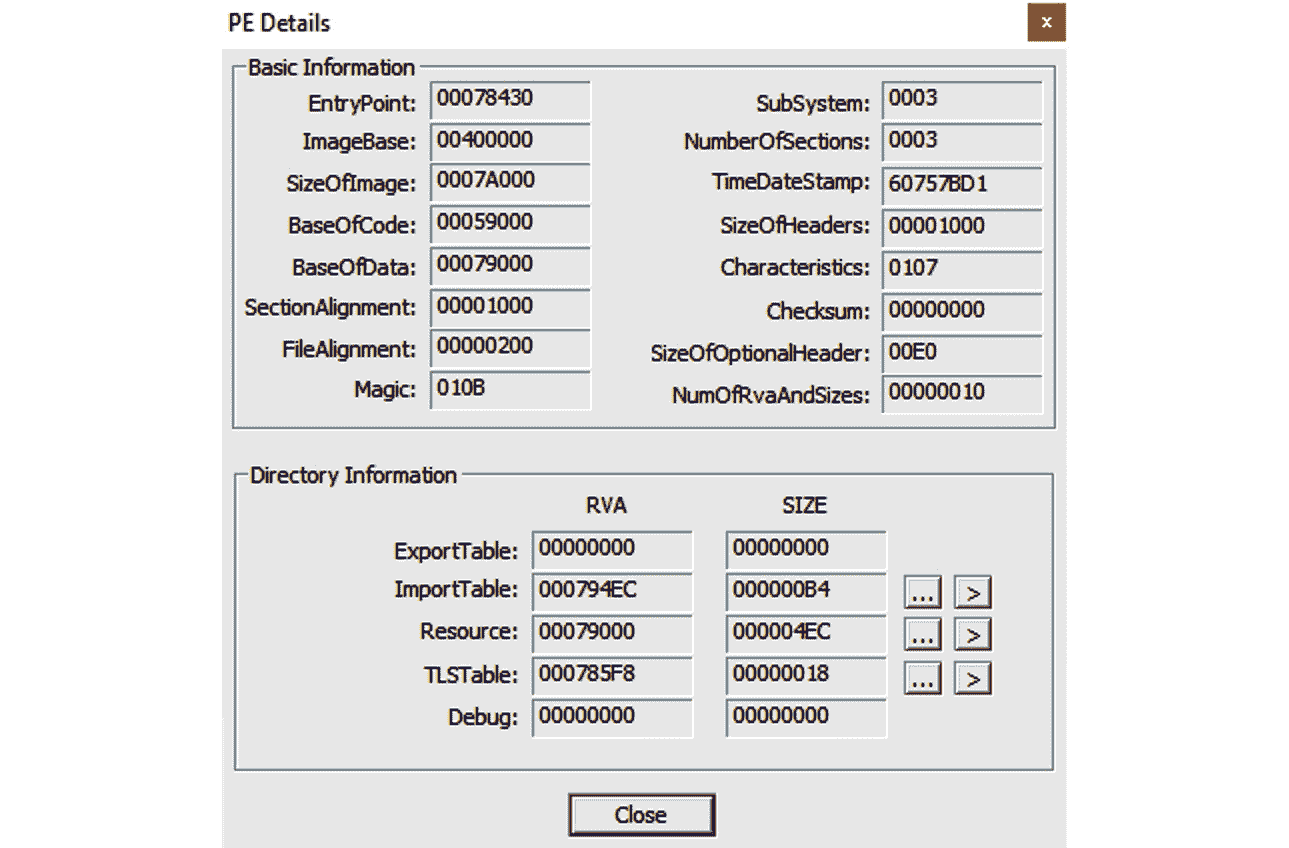 PE Details
x
Basic Information
EntryPoint: 00078430 SubSystem: 0003
ImageBase: 00400000 NumberOfSections: 0003
SizeOfImage: 0007A000 TimeDateStamp: 60757BD1
BaseOfCode: 00059000 SizeOfHeaders: 00001000
BaseOfData: 00079000 Characteristics: 0107
SectionAlignment: 00001000 Checksum: 00000000
FileAlignment: 00000200 SizeOfOptionalHeader: 00E0
Magic: 010B NumOfRvaAndSizes: 00000010
Directory Information
RVA SIZE
ExportTable: 00000000 00000000
ImportTable: 000794EC 000000B4 ... >
Resource: 00079000 000004EC ... >
TLSTable: 000785F8 00000018 ... >
Debug: 00000000 00000000
Close